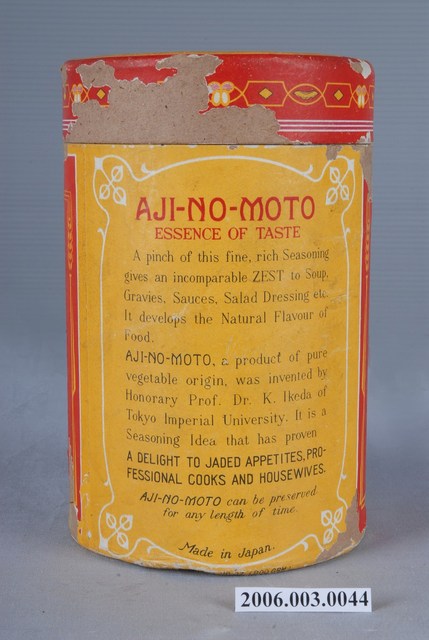 AJI-NO-MOTO
ESSENCE OF TASTE
A pinch of this fine, rich Seasoning
gives an incomparable ZEST to Soup,
Gravies, Sauces, Salad Dressing etc.
It develops the Natural Flavour of
Food.
AJI-NO-MOTO, a product of pure
vegetable origin, was invented by
Honorary Prof. Dr. K. Ikeda of
Tokyo Imperial University. It is a
Seasoning Idea that has proven
A DELIGHT TO JADED APPETITES, PRO-
FESSIONAL COOKS AND HOUSEWIVES.
AJI-NO-MOTO can be preserved
for any length of time.
Made in Japan.
2006.003.0044